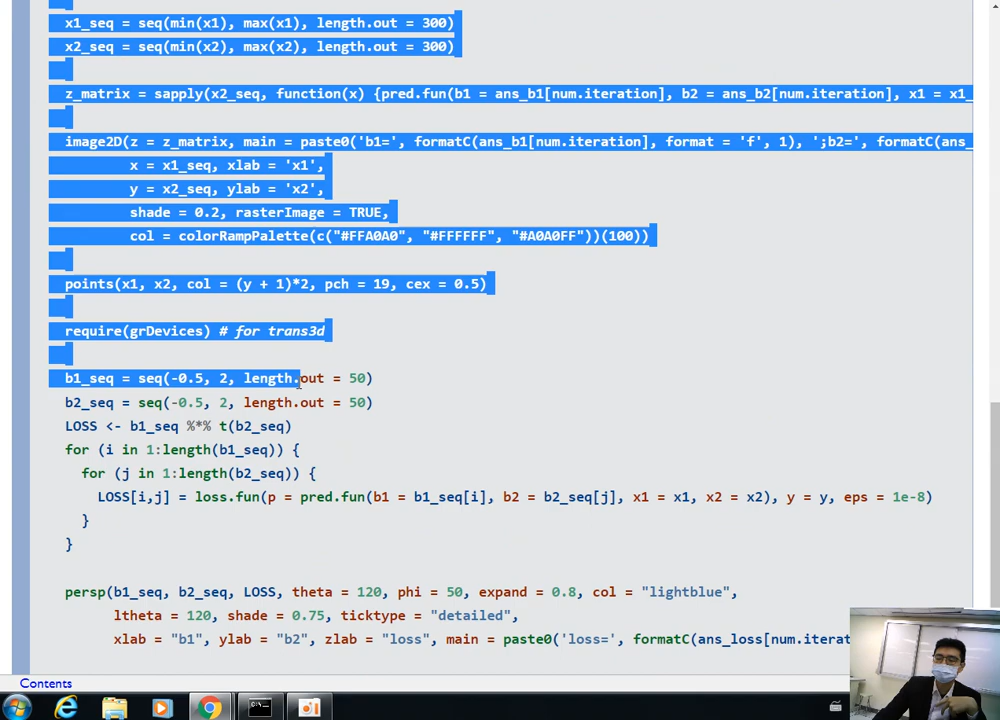 x1_seq = seq(min(x1), max(x1), length.out = 300)
x2_seq = seq(min(x2), max(x2), length.out = 300)
z_matrix = sapply(x2_seq, function(x) {pred.fun(b1 = ans_b1[num.iteration], b2 = ans_b2[num.iteration], x1 = x1_
image2D(z = z_matrix, main = paste0('b1=', formatC(ans_b1[num.iteration], format = 'f', 1), ';b2=', formatC(ans_
x = x1_seq, xlab = 'x1',
y = x2_seq, ylab = 'x2',
shade = 0.2, rasterImage = TRUE,
col = colorRampPalette(c("#FFA0A0", "#FFFFFF", "#A0A0FF"))(100))
points(x1, x2, col = (y + 1)*2, pch = 19, cex = 0.5)
require(grDevices) # for trans3d
b1_seq = seq(-0.5, 2, length.out = 50)
b2_seq = seq(-0.5, 2, length.out = 50)
LOSS <- b1_seq %*% t(b2_seq)
for (i in 1:length(b1_seq)) {
for (j in 1:length(b2_seq)) {
LOSS[i,j] = loss.fun(p = pred.fun(b1 = b1_seq[i], b2 = b2_seq[j], x1 = x1, x2 = x2), y = y, eps = 1e-8)
}
}
persp(b1_seq, b2_seq, LOSS, theta = 120, phi = 50, expand = 0.8, col = "lightblue",
ltheta = 120, shade = 0.75, ticktype = "detailed",
xlab = "b1", ylab = "b2", zlab = "loss", main = paste0('loss=', formatC(ans_loss[num.iterat
Contents